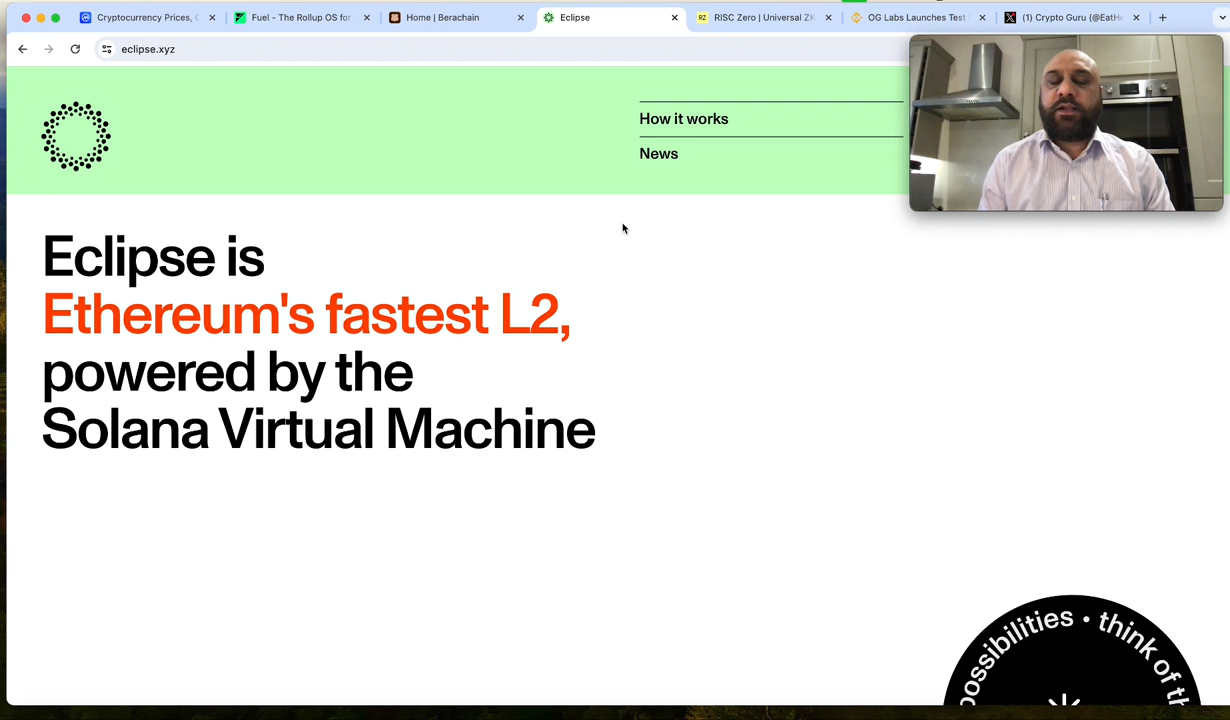 Cryptocurrency Prices, C
Fuel - The Rollup OS for
Home | Berachain
Eclipse
RISC Zero | Universal ZK
OG Labs Launches Test
(1) Crypto Guru (@EatHe
eclipse.xyz
How it works
News
Eclipse is
Ethereum's fastest L2,
powered by the
Solana Virtual Machine
possibilities • think of th